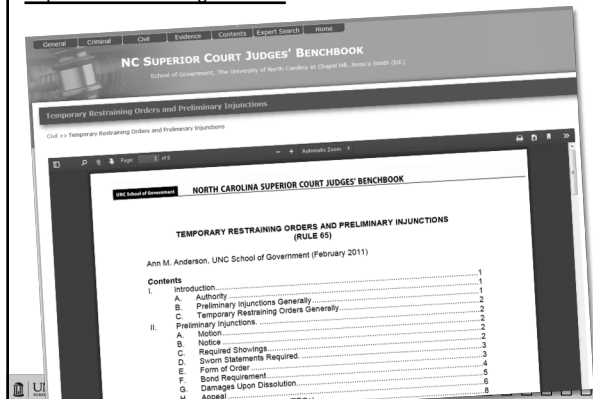 General Criminal Civil Evidence Contents Expert Search Home
NC SUPERIOR COURT JUDGES' BENCHBOOK
School of Government, The University of North Carolina at Chapel Hill, Jessica Smith (Ed.)
Temporary Restraining Orders and Preliminary Injunctions
Civil >> Temporary Restraining Orders and Preliminary Injunctions
Page: 1 of 9 Automatic Zoom
UNC School of Government NORTH CAROLINA SUPERIOR COURT JUDGES' BENCHBOOK
TEMPORARY RESTRAINING ORDERS AND PRELIMINARY INJUNCTIONS
(RULE 65)
Ann M. Anderson, UNC School of Government (February 2011)
Contents
I. Introduction...1
A. Authority...1
B. Preliminary Injunctions Generally...1
C. Temporary Restraining Orders Generally...2
II. Preliminary Injunctions...2
A. Motion...2
B. Notice...2
C. Required Showings...2
D. Sworn Statements Required...3
E. Form of Order...3
F. Bond Requirement...4
G. Damages Upon Dissolution...5
H. Appeal...6